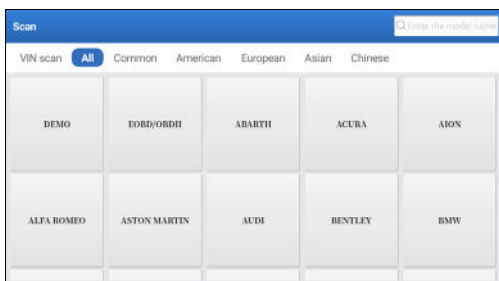 Scan
Enter the model name
VIN scan All Common American European Asian Chinese
DEMO EOBD/OBDII ABARTH ACURA AION
ALFA ROMEO ASTON MARTIN AUDI BENTLEY BMW